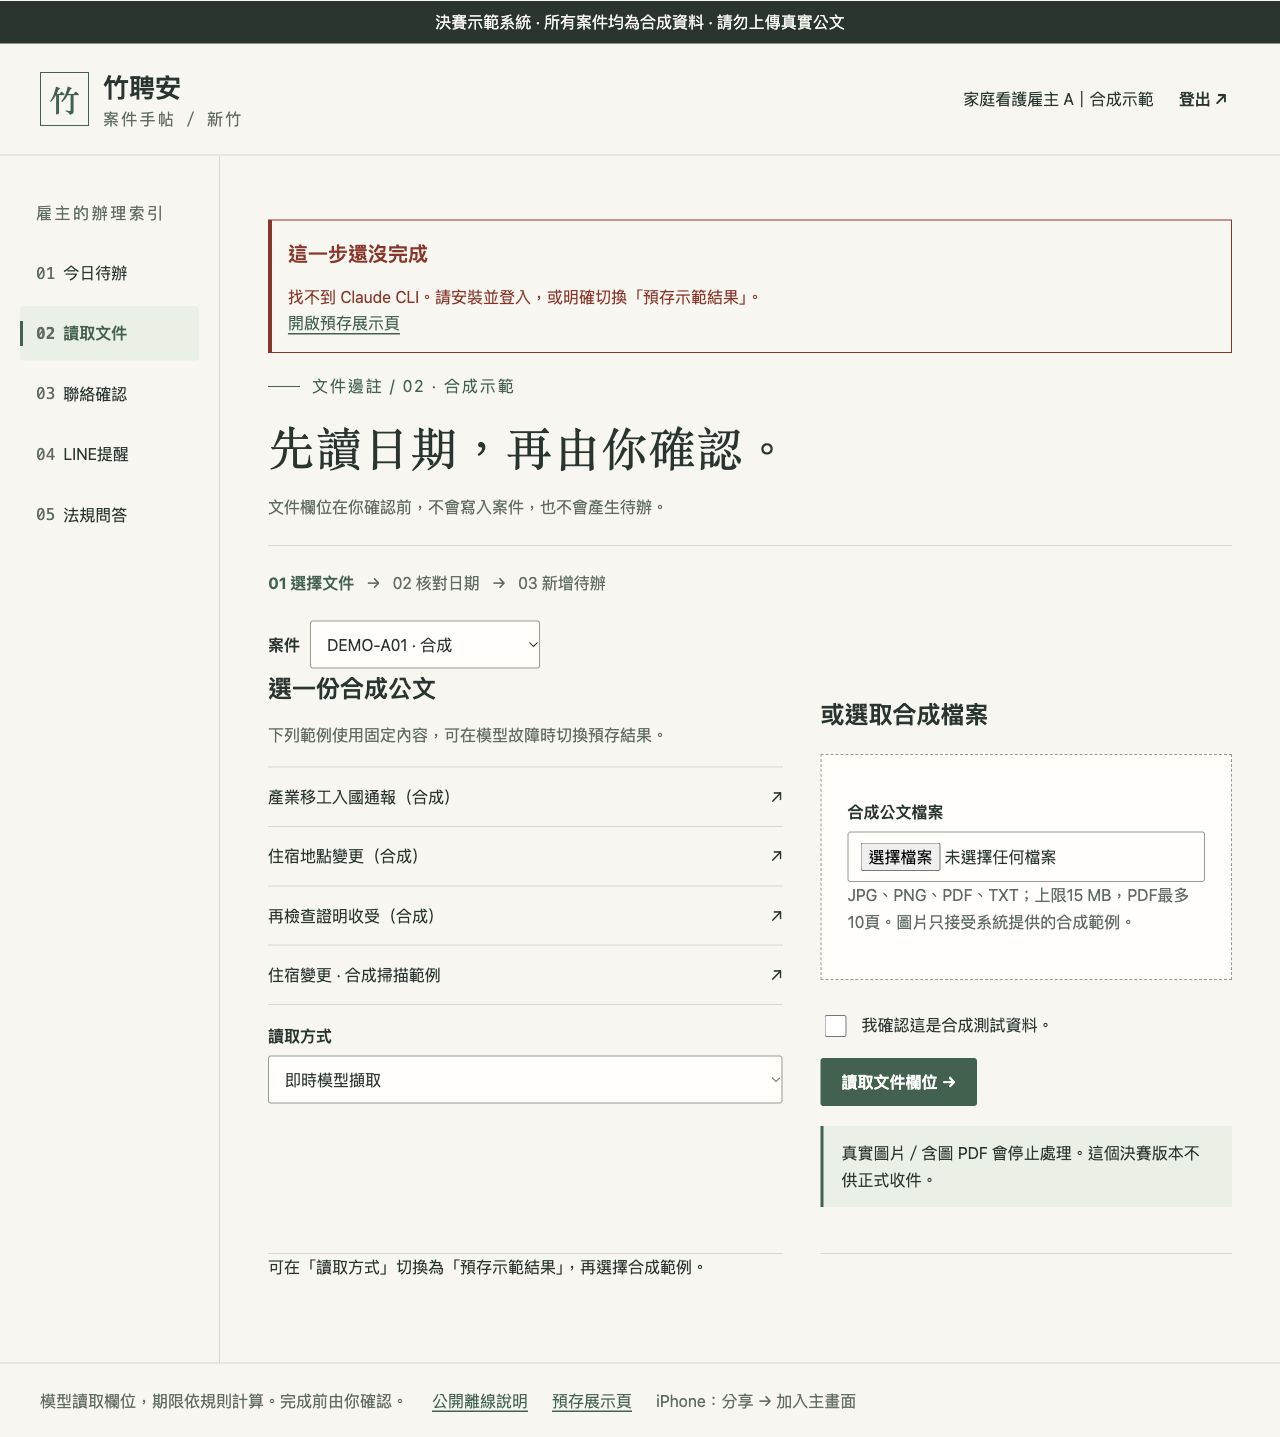 決賽示範系統 · 所有案件均為合成資料 · 請勿上傳真實公文
竹
竹聘安
案件手帖 / 新竹
家庭看護雇主 A｜合成示範
登出 ↗
雇主的辦理索引
01 今日待辦
02 讀取文件
03 聯絡確認
04 LINE提醒
05 法規問答
這一步還沒完成
找不到 Claude CLI。請安裝並登入，或明確切換「預存示範結果」。
開啟預存展示頁
文件邊註 / 02 · 合成示範
先讀日期，再由你確認。
文件欄位在你確認前，不會寫入案件，也不會產生待辦。
01 選擇文件 → 02 核對日期 → 03 新增待辦
案件 DEMO-A01 · 合成
選一份合成公文
下列範例使用固定內容，可在模型故障時切換預存結果。
產業移工入國通報（合成） ↗
住宿地點變更（合成） ↗
再檢查證明收受（合成） ↗
住宿變更 · 合成掃描範例 ↗
讀取方式
即時模型擷取
或選取合成檔案
合成公文檔案
選擇檔案 未選擇任何檔案
JPG、PNG、PDF、TXT；上限15 MB，PDF最多
10頁。圖片只接受系統提供的合成範例。
我確認這是合成測試資料。
讀取文件欄位 →
真實圖片 / 含圖 PDF 會停止處理。這個決賽版本不
供正式收件。
可在「讀取方式」切換為「預存示範結果」，再選擇合成範例。
模型讀取欄位，期限依規則計算。完成前由你確認。
公開離線說明
預存展示頁
iPhone：分享 → 加入主畫面